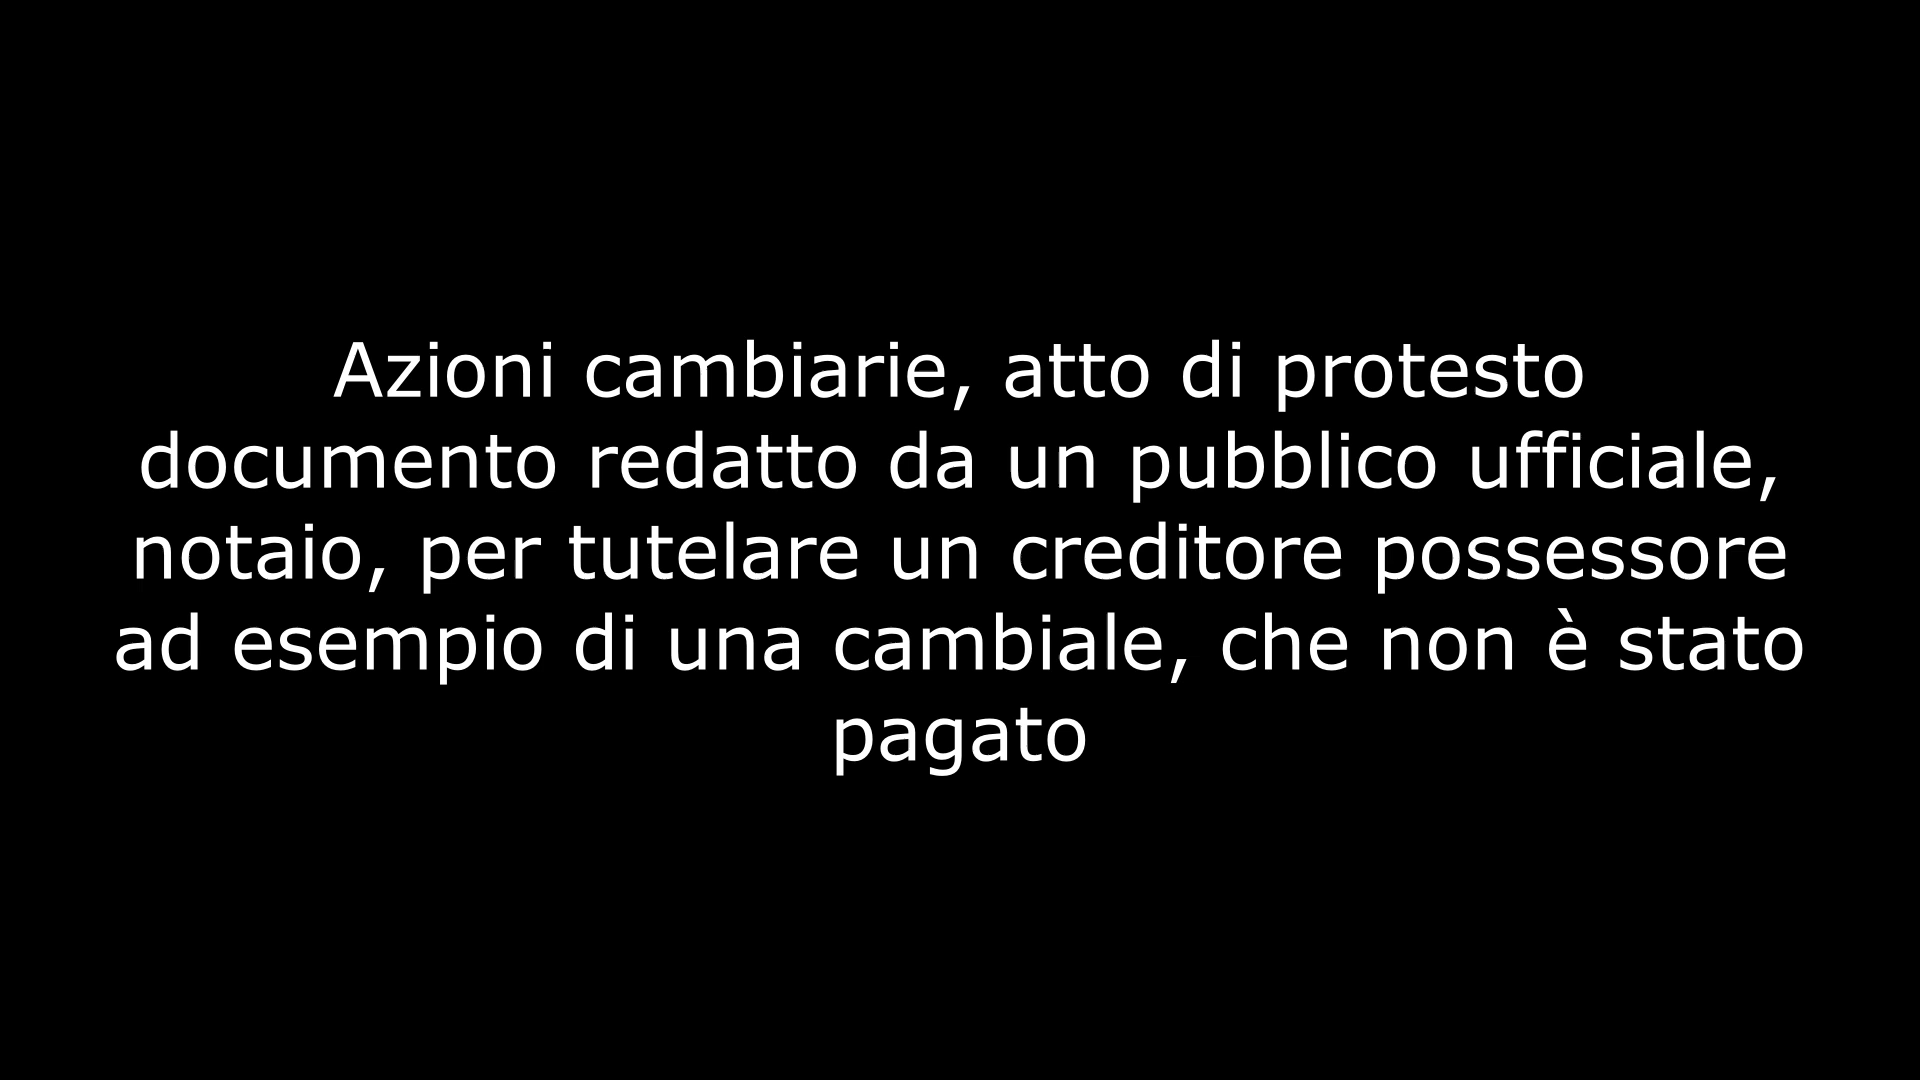 Azioni cambiarie, atto di protesto
documento redatto da un pubblico ufficiale,
notaio, per tutelare un creditore possessore
ad esempio di una cambiale, che non è stato
pagato